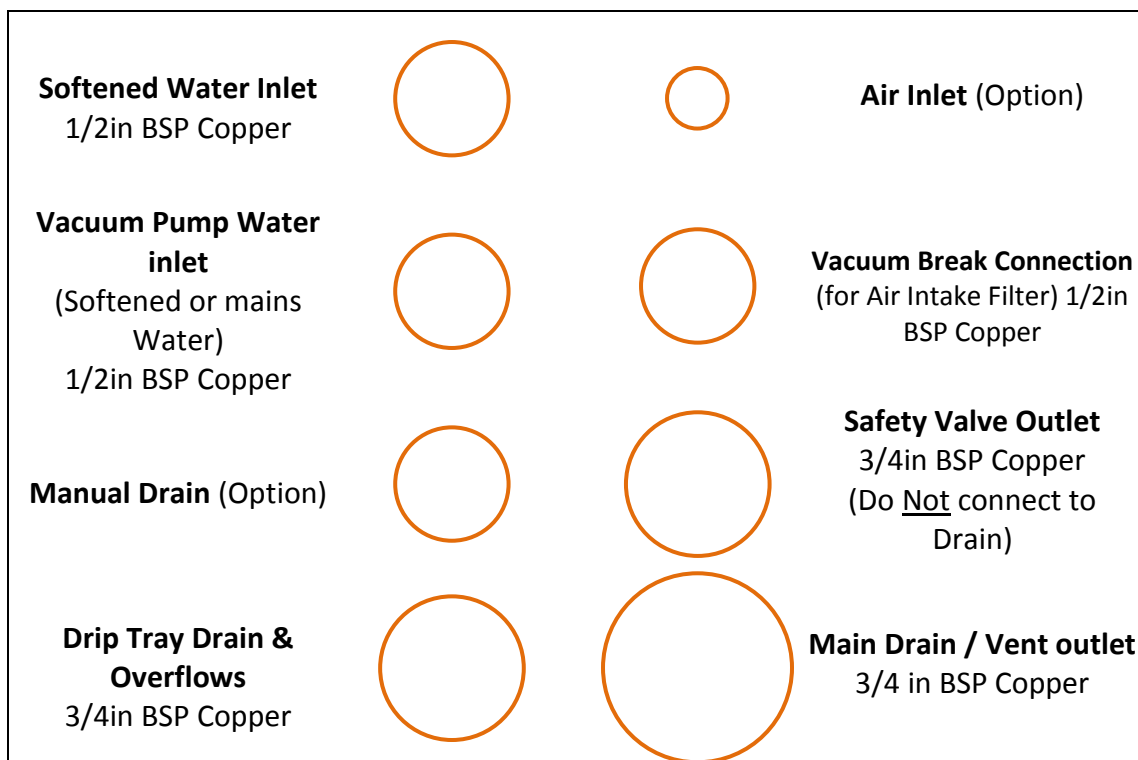 Softened Water Inlet
1/2in BSP Copper
Air Inlet (Option)
Vacuum Pump Water
inlet
(Softened or mains
Water)
1/2in BSP Copper
Vacuum Break Connection
(for Air Intake Filter) 1/2in
BSP Copper
Manual Drain (Option)
Safety Valve Outlet
3/4in BSP Copper
(Do Not connect to
Drain)
Drip Tray Drain &
Overflows
3/4in BSP Copper
Main Drain / Vent outlet
3/4 in BSP Copper